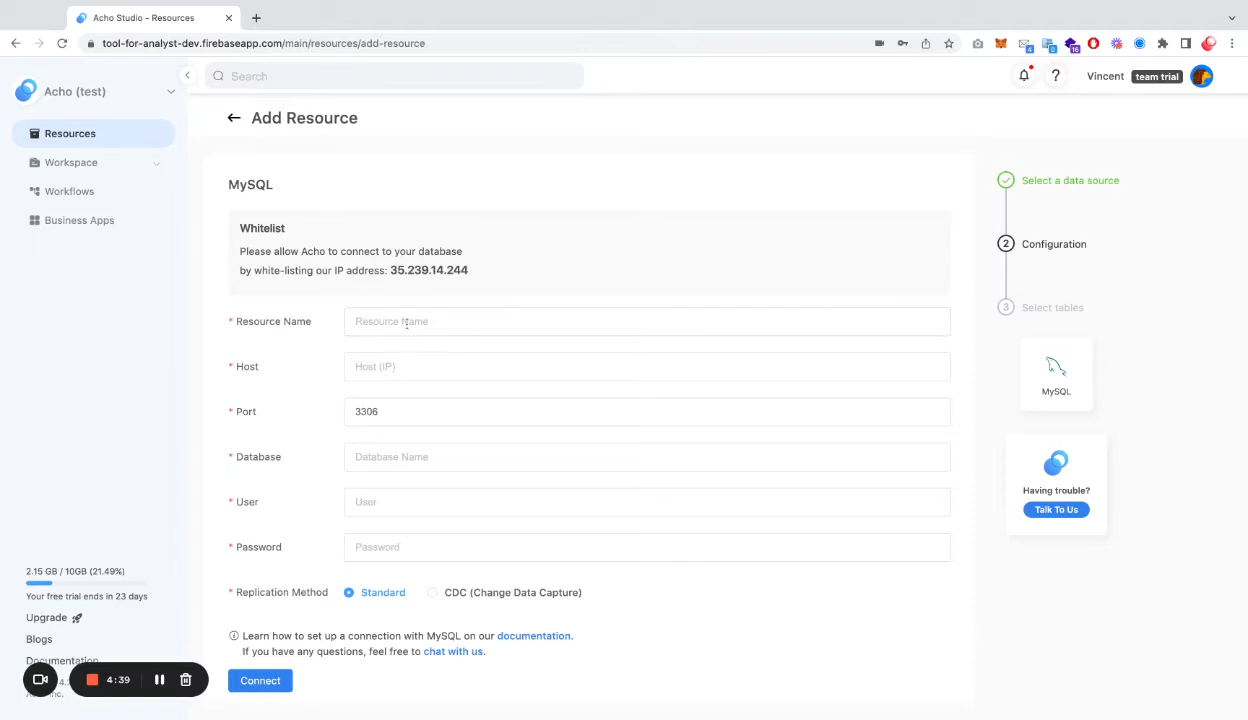 Acho Studio - Resources
tool-for-analyst-dev.firebaseapp.com/main/resources/add-resource
4
0
16
Acho (test)
Search
?
Vincent
team trial
Resources
Workspace
Workflows
Business Apps
Add Resource
MySQL
Whitelist
Please allow Acho to connect to your database
by white-listing our IP address: 35.239.14.244
* Resource Name
Resource Name
* Host
Host (IP)
* Port
3306
* Database
Database Name
* User
User
* Password
Password
* Replication Method
Standard
CDC (Change Data Capture)
Learn how to set up a connection with MySQL on our documentation.
If you have any questions, feel free to chat with us.
Connect
Select a data source
2 Configuration
3 Select tables
MySQL
Having trouble?
Talk To Us
2.15 GB / 10GB (21.49%)
Your free trial ends in 23 days
Upgrade
Blogs
Documentation
4:39